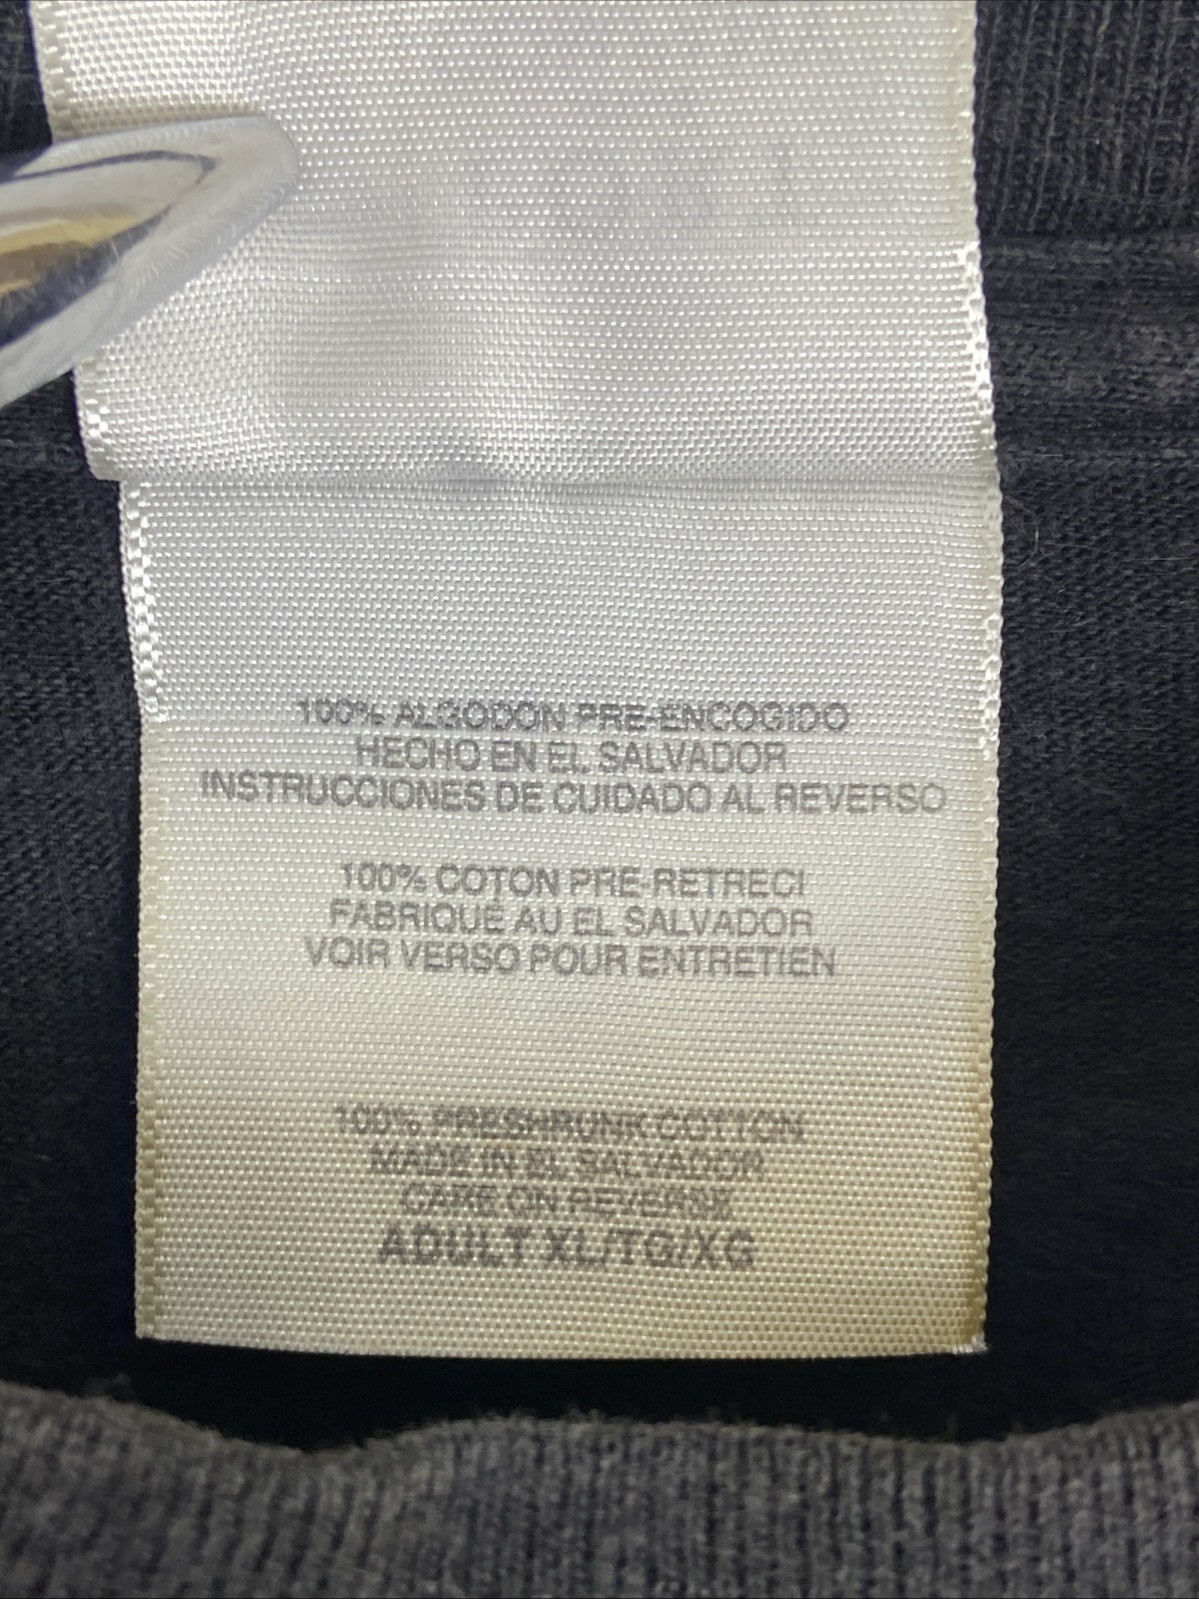 100% ALGODON PRE-ENCOGIDO
HECHO EN EL SALVADOR
INSTRUCCIONES DE CUIDADO AL REVERSO
100% COTON PRE-RETRECI
FABRIQUE AU EL SALVADOR
VOIR VERSO POUR ENTRETIEN
100% PRESHRUNK COTTON
MADE IN EL SALVADOR
CARE ON REVERSE
ADULT XL/TG/XG